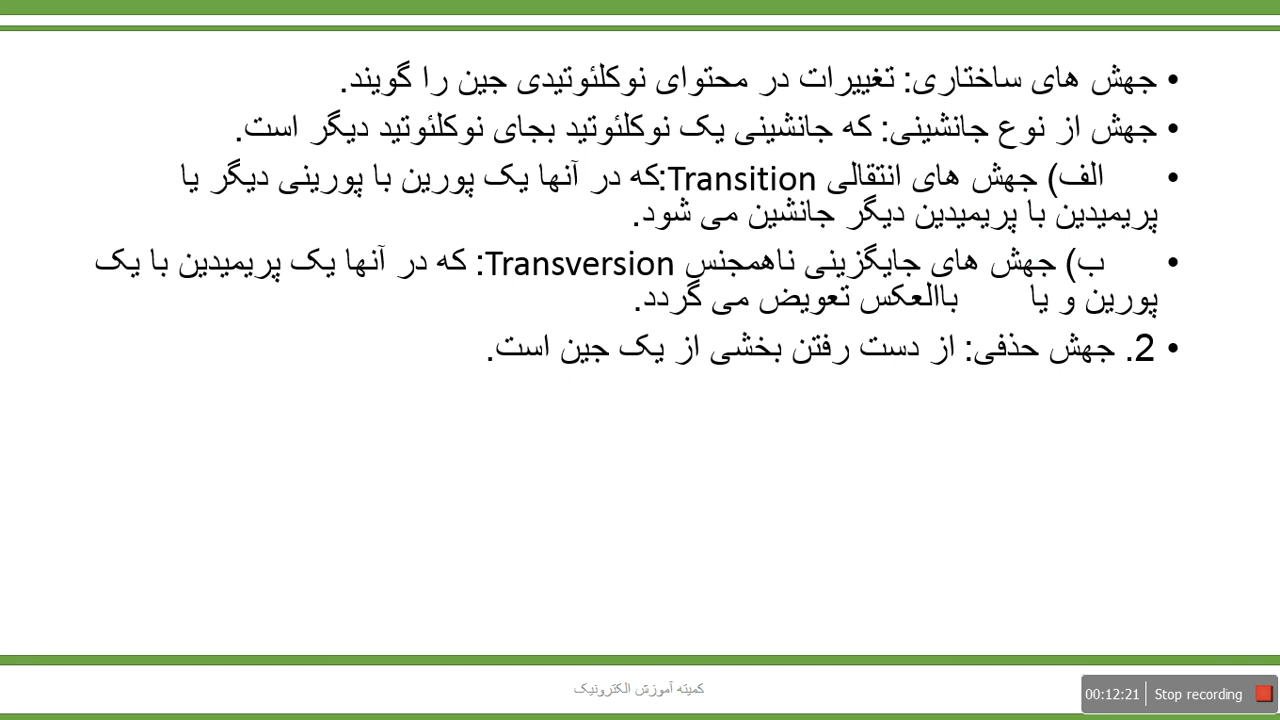 • جهش های ساختاری: تغییرات در محتوای نوکلئوتیدی جین را گویند.
• جهش از نوع جانشینی: که جانشینی یک نوکلئوتید بجای نوکلئوتید دیگر است.
• الف) جهش های انتقالی Transition:که در آنها یک پورین با پورینی دیگر یا
پریمیدین با پریمیدین دیگر جانشین می شود.
• ب) جهش های جایگزینی ناهمجنس Transversion: که در آنها یک پریمیدین با یک
پورین و یا باالعکس تعویض می گردد.
• 2. جهش حذفی: از دست رفتن بخشی از یک جین است.
کمیته آموزش الکترونیک
00:12:21 Stop recording